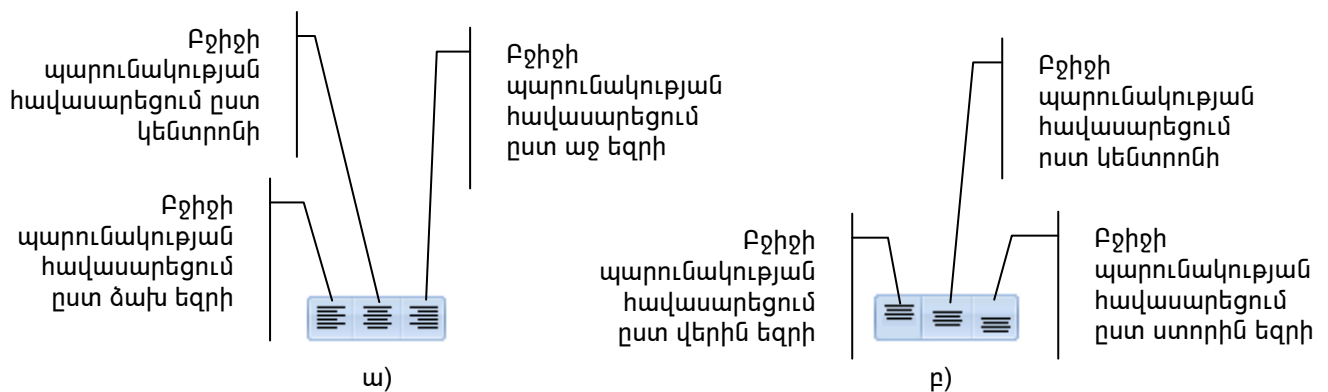 Բջիջի
պարունակության
հավասարեցում ըստ
կենտրոնի
Բջիջի
պարունակության
հավասարեցում
ըստ աջ եզրի
Բջիջի
պարունակության
հավասարեցում
ըստ ձախ եզրի
ա)
Բջիջի
պարունակության
հավասարեցում
ըստ կենտրոնի
Բջիջի
պարունակության
հավասարեցում
ըստ վերին եզրի
Բջիջի
պարունակության
հավասարեցում
ըստ ստորին եզրի
բ)